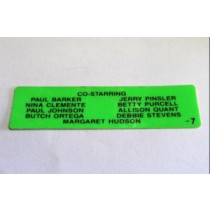 CO-STARRING
PAUL BARKER JERRY PINSLER
NINA CLEMENTE BETTY PURCELL
PAUL JOHNSON ALLISON QUANT
BUTCH ORTEGA DEBBIE STEVENS
MARGARET HUDSON -7